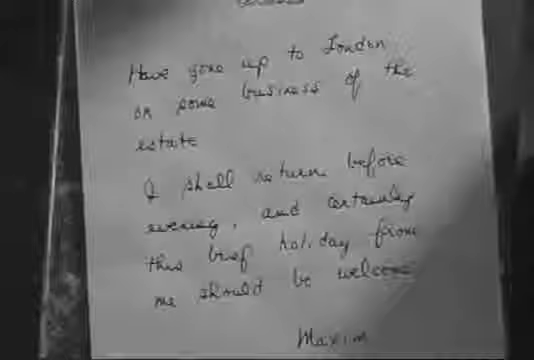 Have gone up to London
on some business of the
estate
I shall return before
evening, and certainly
this brief holiday from
me should be welcome
Maxim